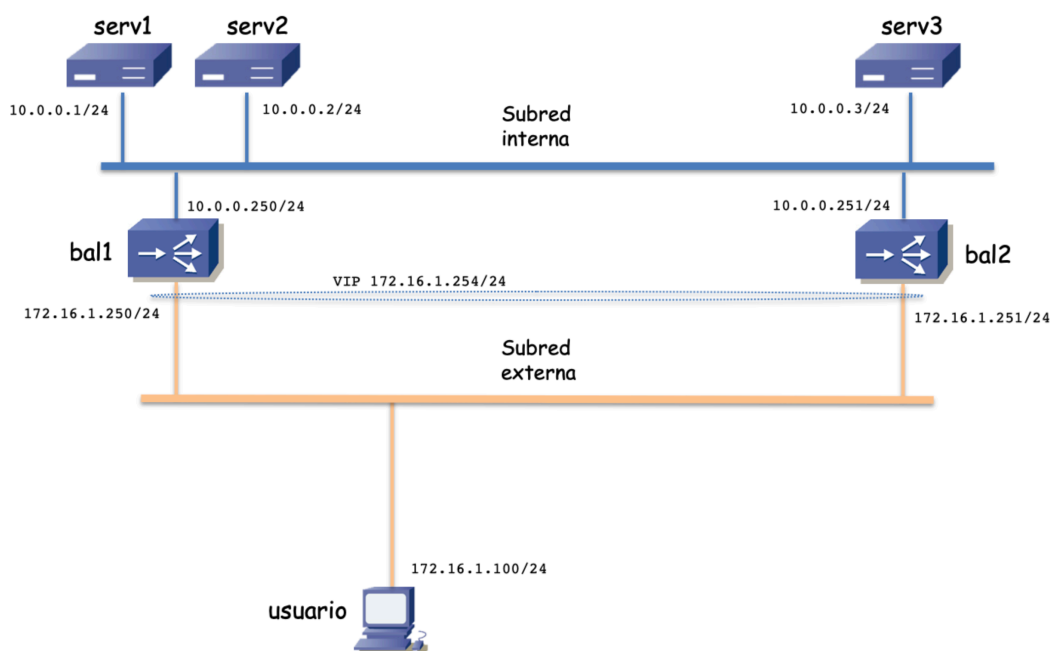 serv1
serv2
serv3
10.0.0.1/24
10.0.0.2/24
10.0.0.3/24
Subred
interna
10.0.0.250/24
10.0.0.251/24
bal1
bal2
VIP 172.16.1.254/24
172.16.1.250/24
172.16.1.251/24
Subred
externa
172.16.1.100/24
usuario